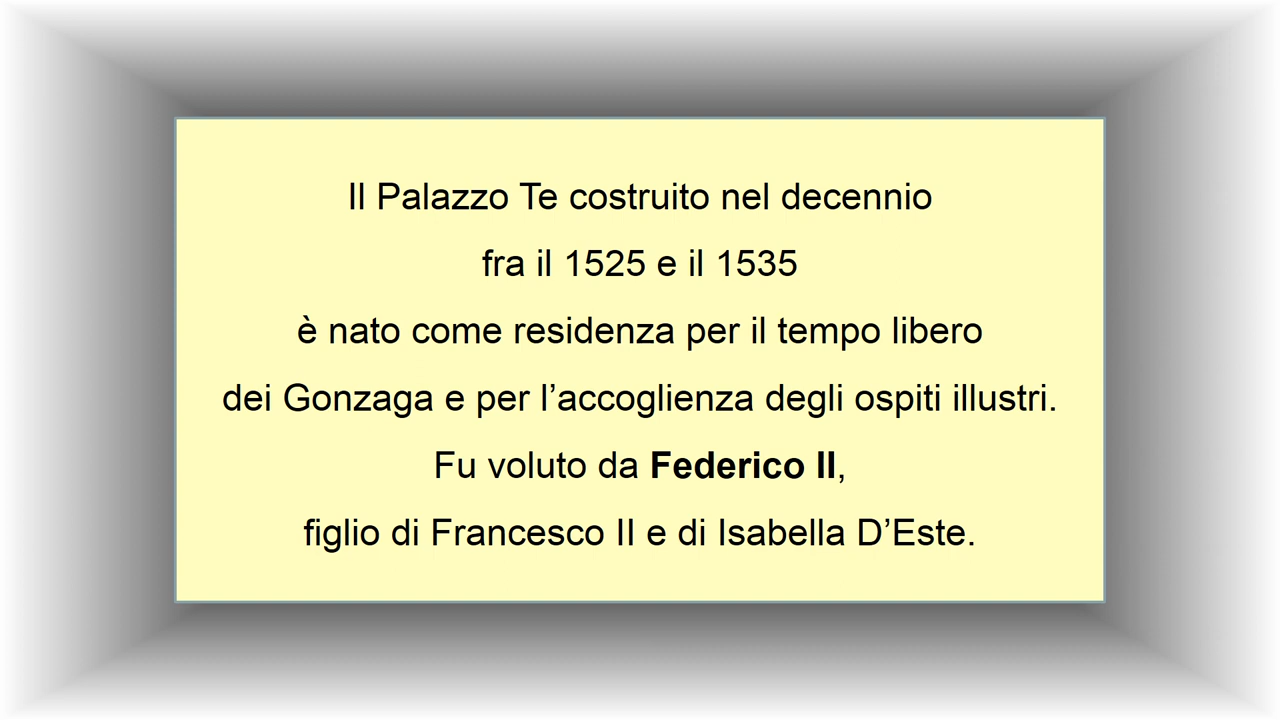 Il Palazzo Te costruito nel decennio
fra il 1525 e il 1535
è nato come residenza per il tempo libero
dei Gonzaga e per l’accoglienza degli ospiti illustri.
Fu voluto da Federico II,
figlio di Francesco II e di Isabella D’Este.